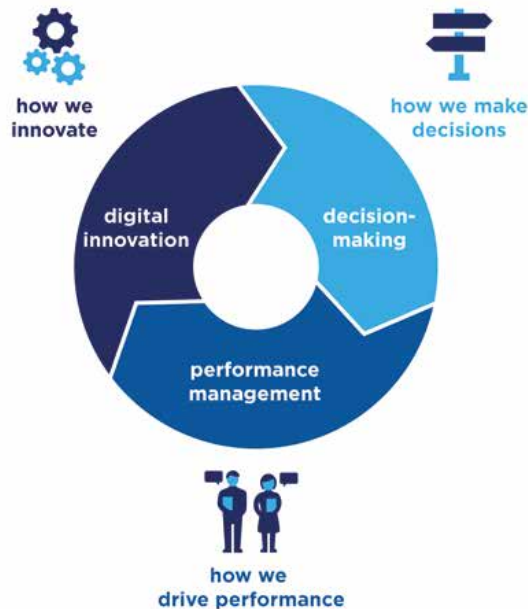 how we
innovate
how we make
decisions
digital
innovation
decision-
making
performance
management
how we
drive performance